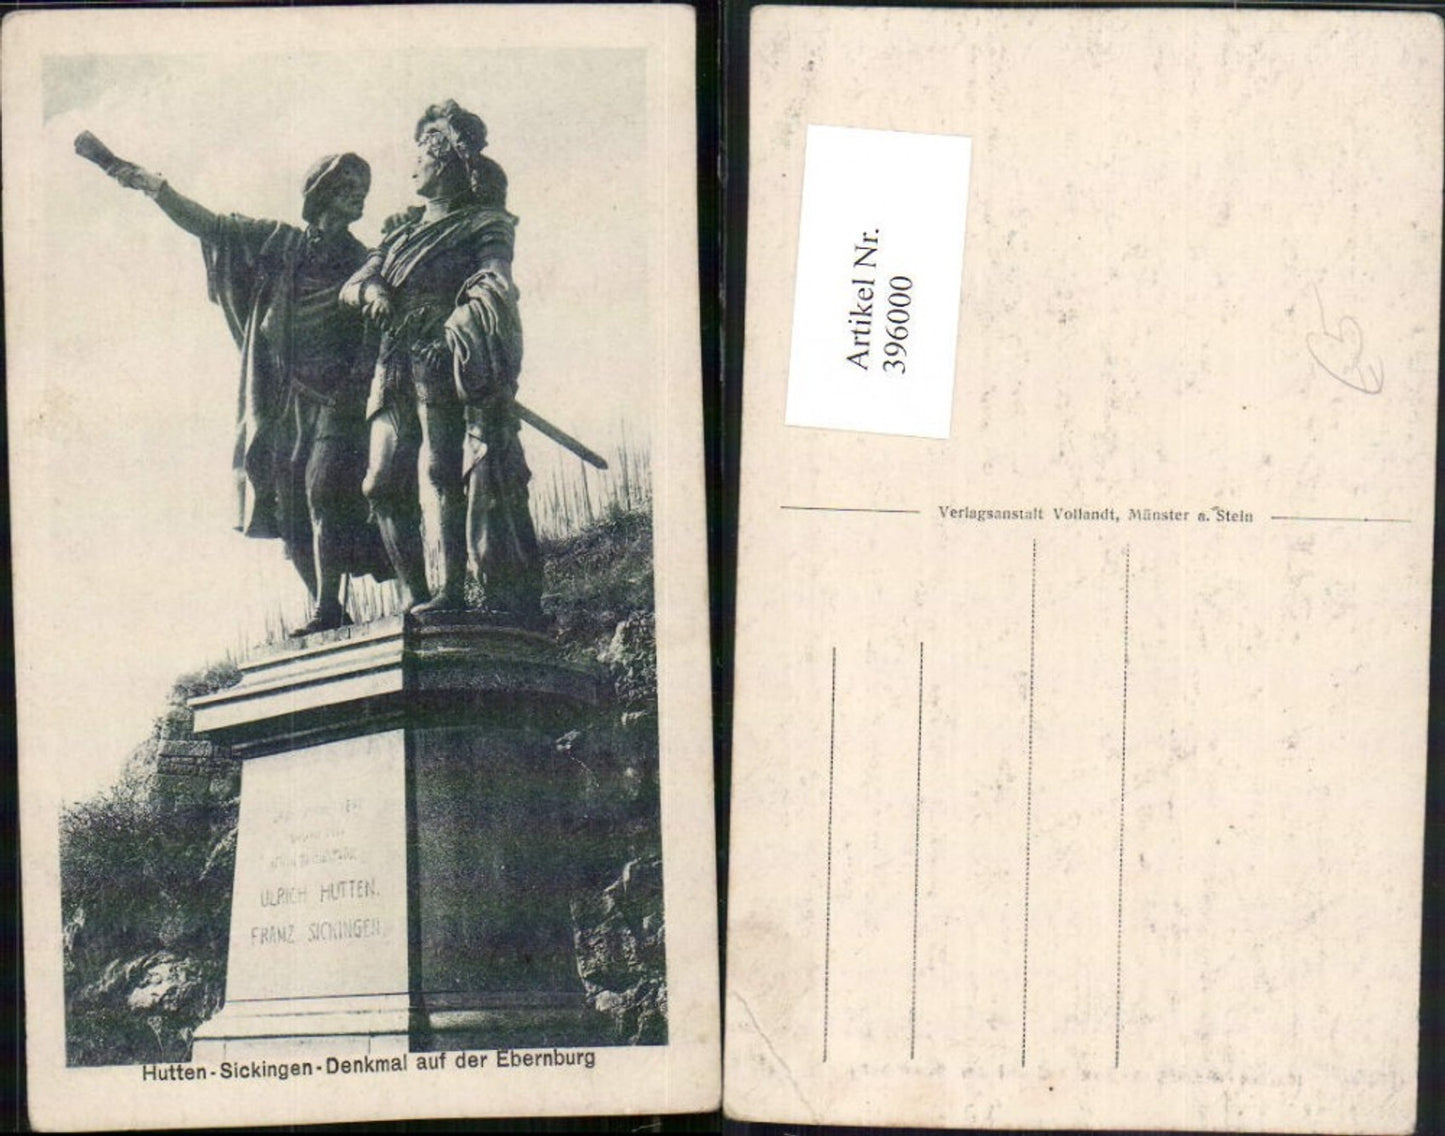 ULRICH HUTTEN.
FRANZ SICKINGEN
Hutten-Sickingen-Denkmal auf der Ebernburg
Artikel Nr.
396000
Verlagsanstalt Vollandt, Münster a. Stein